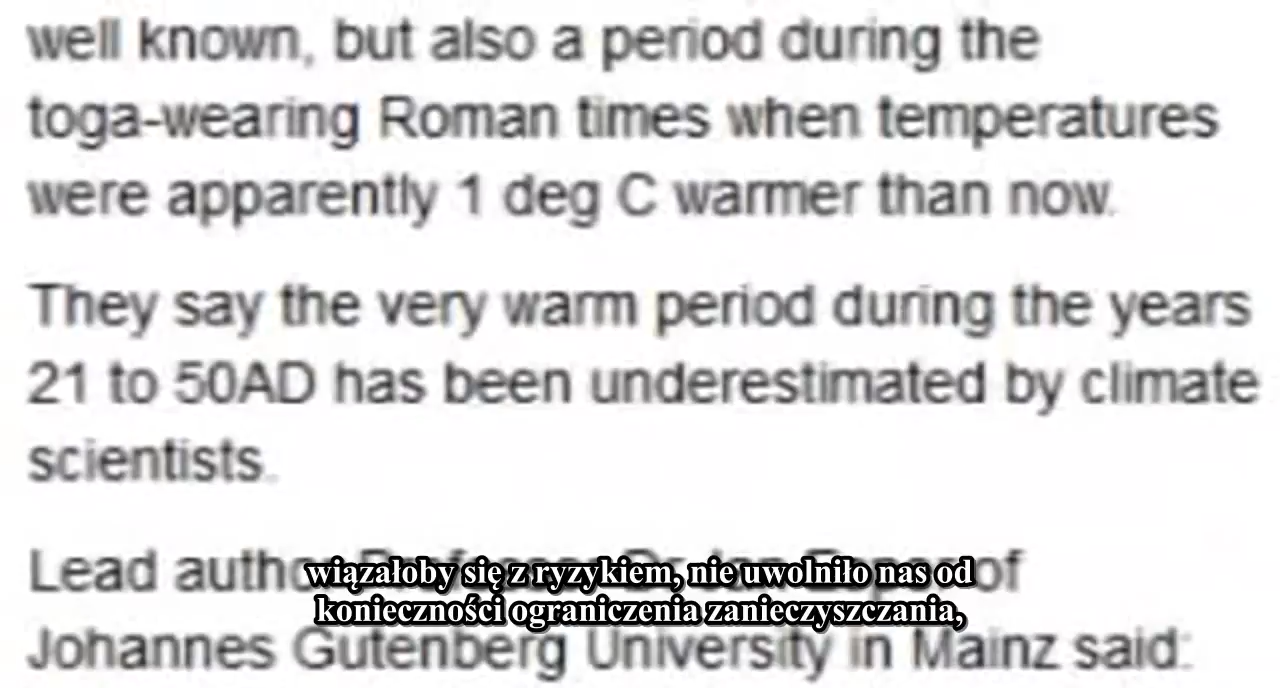 well known, but also a period during the
toga-wearing Roman times when temperatures
were apparently 1 deg C warmer than now.
They say the very warm period during the years
21 to 50AD has been underestimated by climate
scientists.
Lead of
wiązałoby się z ryzykiem, nie uwolniło nas od
konieczności ograniczenia zanieczyszczania,
Johannes Gutenberg University in Mainz said: